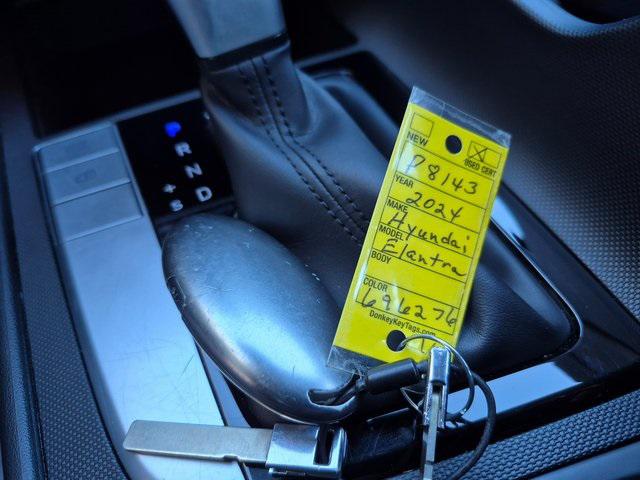 P
R
N
D
+
S
NEW
USED CERT
P8143
YEAR
2024
MAKE
Hyundai
MODEL
Elantra
BODY
COLOR
696276
DonkeyKeyTags.com